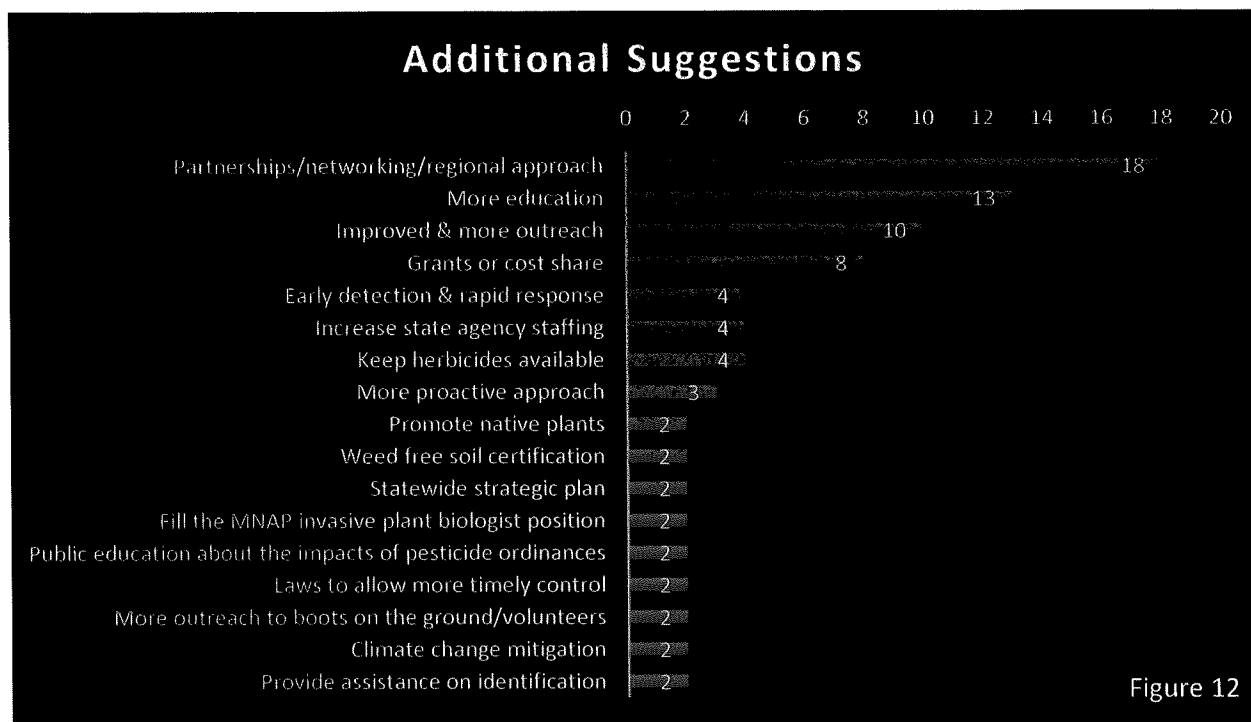 Additional Suggestions
0 2 4 6 8 10 12 14 16 18 20
Partnerships/networking/regional approach 18
More education 13
Improved & more outreach 10
Grants or cost share 8
Early detection & rapid response 4
Increase state agency staffing 4
Keep herbicides available 4
More proactive approach 3
Promote native plants 2
Weed free soil certification 2
Statewide strategic plan 2
Fill the MNAP invasive plant biologist position 2
Public education about the impacts of pesticide ordinances 2
Laws to allow more timely control 2
More outreach to boots on the ground/volunteers 2
Climate change mitigation 2
Provide assistance on identification 2
Figure 12